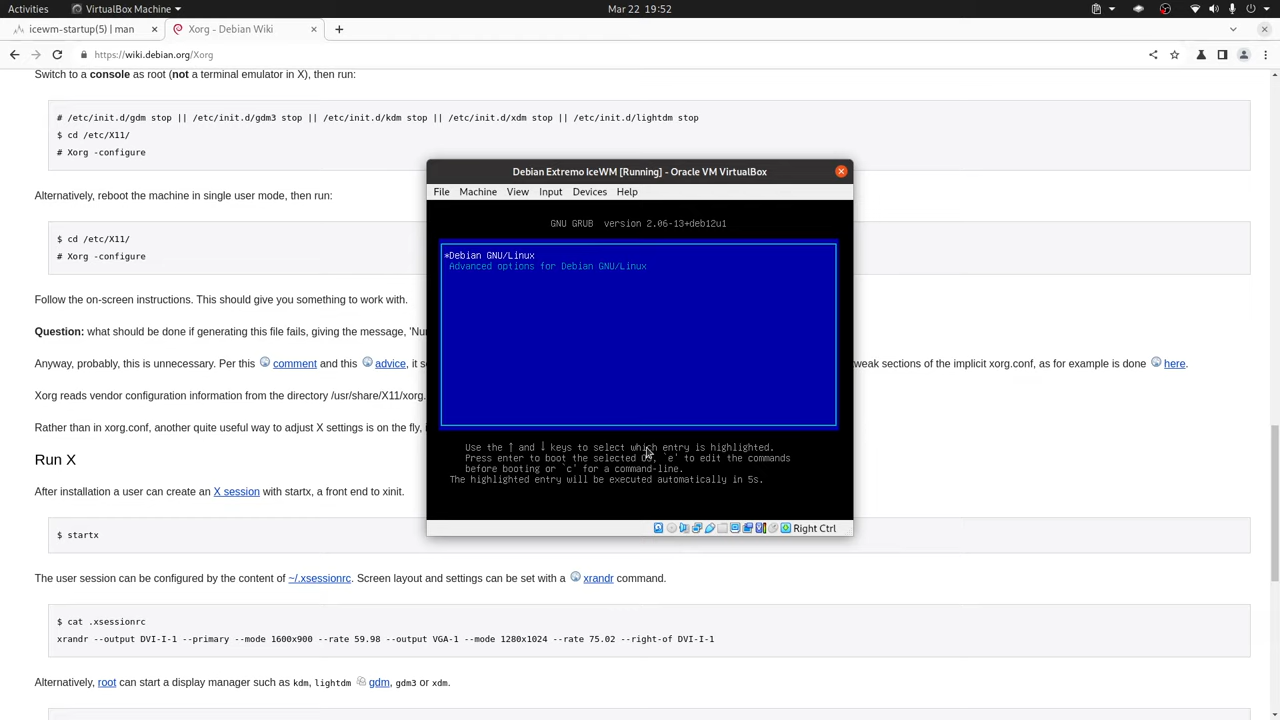 Activities
VirtualBox Machine
Mar 22 19:52
icewm-startup(5) | man
Xorg - Debian Wiki
https://wiki.debian.org/Xorg
Switch to a console as root (not a terminal emulator in X), then run:
# /etc/init.d/gdm stop || /etc/init.d/gdm3 stop || /etc/init.d/kdm stop || /etc/init.d/xdm stop || /etc/init.d/lightdm stop
$ cd /etc/X11/
# Xorg -configure
Alternatively, reboot the machine in single user mode, then run:
$ cd /etc/X11/
# Xorg -configure
Follow the on-screen instructions. This should give you something to work with.
Question: what should be done if generating this file fails, giving the message, 'Nu
Anyway, probably, this is unnecessary. Per this comment and this advice, it s
weak sections of the implicit xorg.conf, as for example is done here.
Xorg reads vendor configuration information from the directory /usr/share/X11/xorg.
Rather than in xorg.conf, another quite useful way to adjust X settings is on the fly, i
Run X
After installation a user can create an X session with startx, a front end to xinit.
$ startx
The user session can be configured by the content of ~/.xsessionrc. Screen layout and settings can be set with a xrandr command.
$ cat .xsessionrc
xrandr --output DVI-I-1 --primary --mode 1600x900 --rate 59.98 --output VGA-1 --mode 1280x1024 --rate 75.02 --right-of DVI-I-1
Alternatively, root can start a display manager such as kdm, lightdm gdm, gdm3 or xdm.
Debian Extremo IceWM [Running] - Oracle VM VirtualBox
File Machine View Input Devices Help
GNU GRUB version 2.06-13+deb12u1
*Debian GNU/Linux
Advanced options for Debian GNU/Linux
Use the ↑ and ↓ keys to select which entry is highlighted.
Press enter to boot the selected OS, `e' to edit the commands
before booting or `c' for a command-line.
The highlighted entry will be executed automatically in 5s.
Right Ctrl